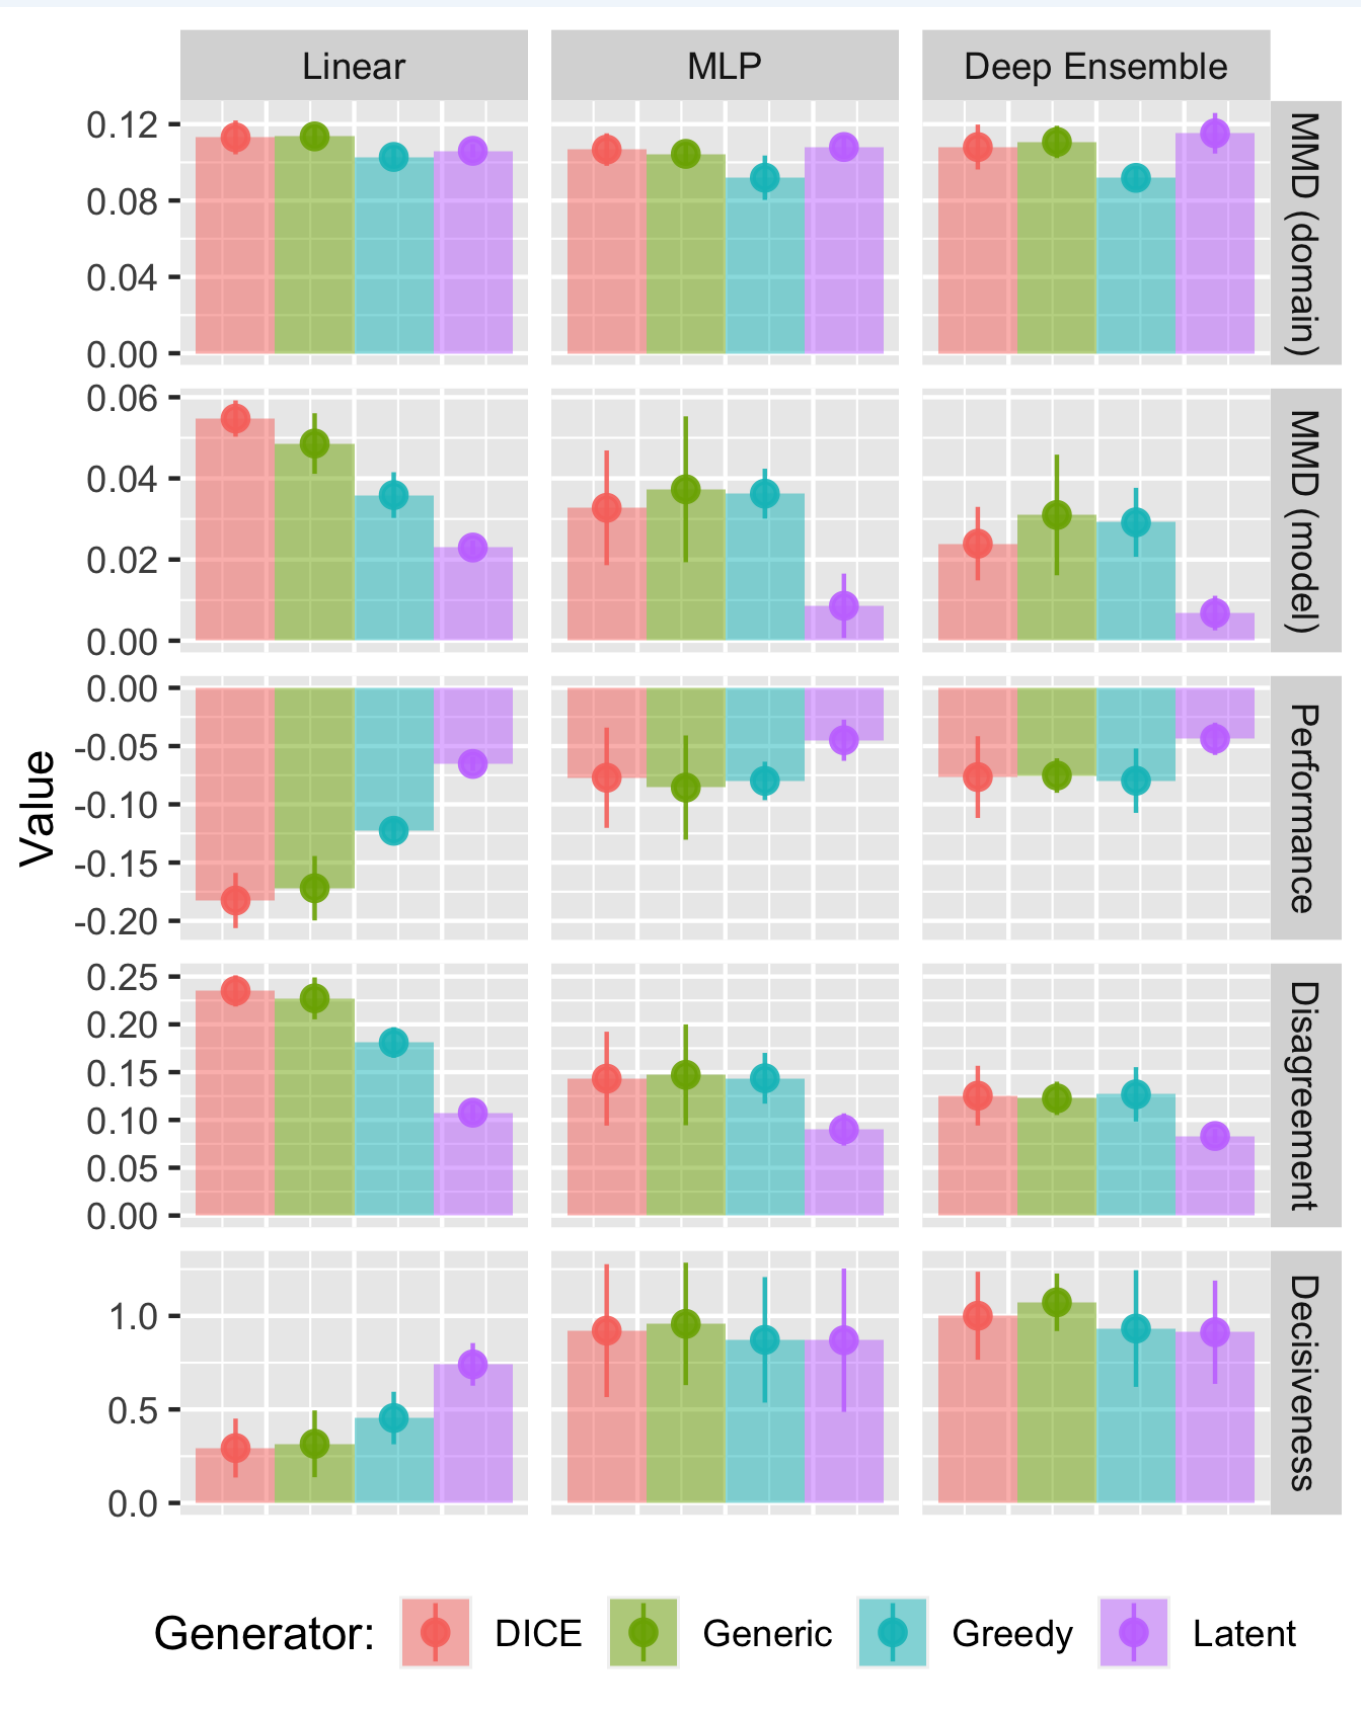 Linear MLP Deep Ensemble
0.12
0.08
0.04
0.00
MMD (domain)
0.06
0.04
0.02
0.00
MMD (model)
0.00
-0.05
-0.10
-0.15
-0.20
Performance
Value
0.25
0.20
0.15
0.10
0.05
0.00
Disagreement
1.0
0.5
0.0
Decisiveness
Generator: DICE Generic Greedy Latent